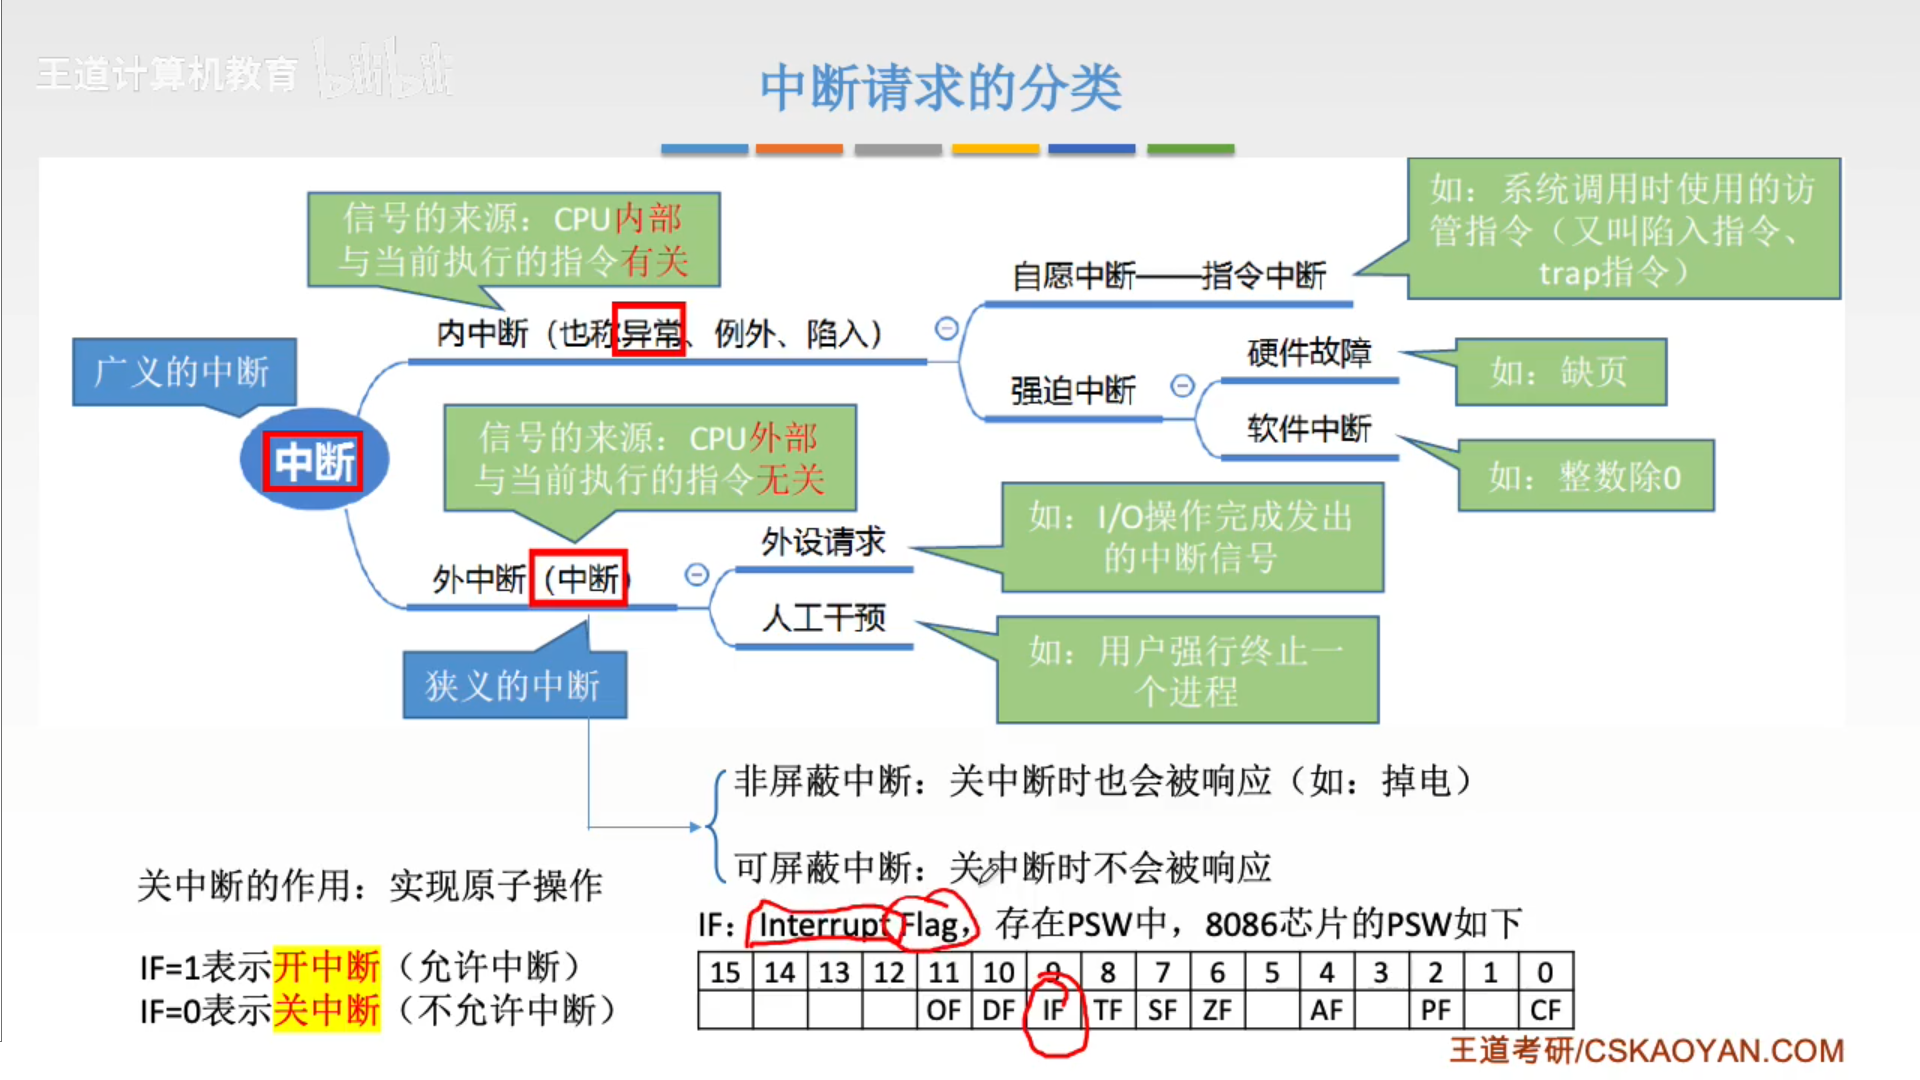 王道计算机教育 bilibili
中断请求的分类
信号的来源：CPU内部
与当前执行的指令有关
如：系统调用时使用的访
管指令（又叫陷入指令、
trap指令）
自愿中断——指令中断
内中断（也称异常、例外、陷入）
广义的中断
硬件故障
如：缺页
强迫中断
软件中断
如：整数除0
中断
信号的来源：CPU外部
与当前执行的指令无关
外设请求
如：I/O操作完成发出
的中断信号
外中断（中断）
人工干预
如：用户强行终止一
个进程
狭义的中断
非屏蔽中断：关中断时也会被响应（如：掉电）
可屏蔽中断：关中断时不会被响应
关中断的作用：实现原子操作
IF=1表示开中断（允许中断）
IF=0表示关中断（不允许中断）
IF：Interrupt Flag，存在PSW中，8086芯片的PSW如下
15 14 13 12 11 10 9 8 7 6 5 4 3 2 1 0
OF DF IF TF SF ZF AF PF CF
王道考研/CSKAOYAN.COM